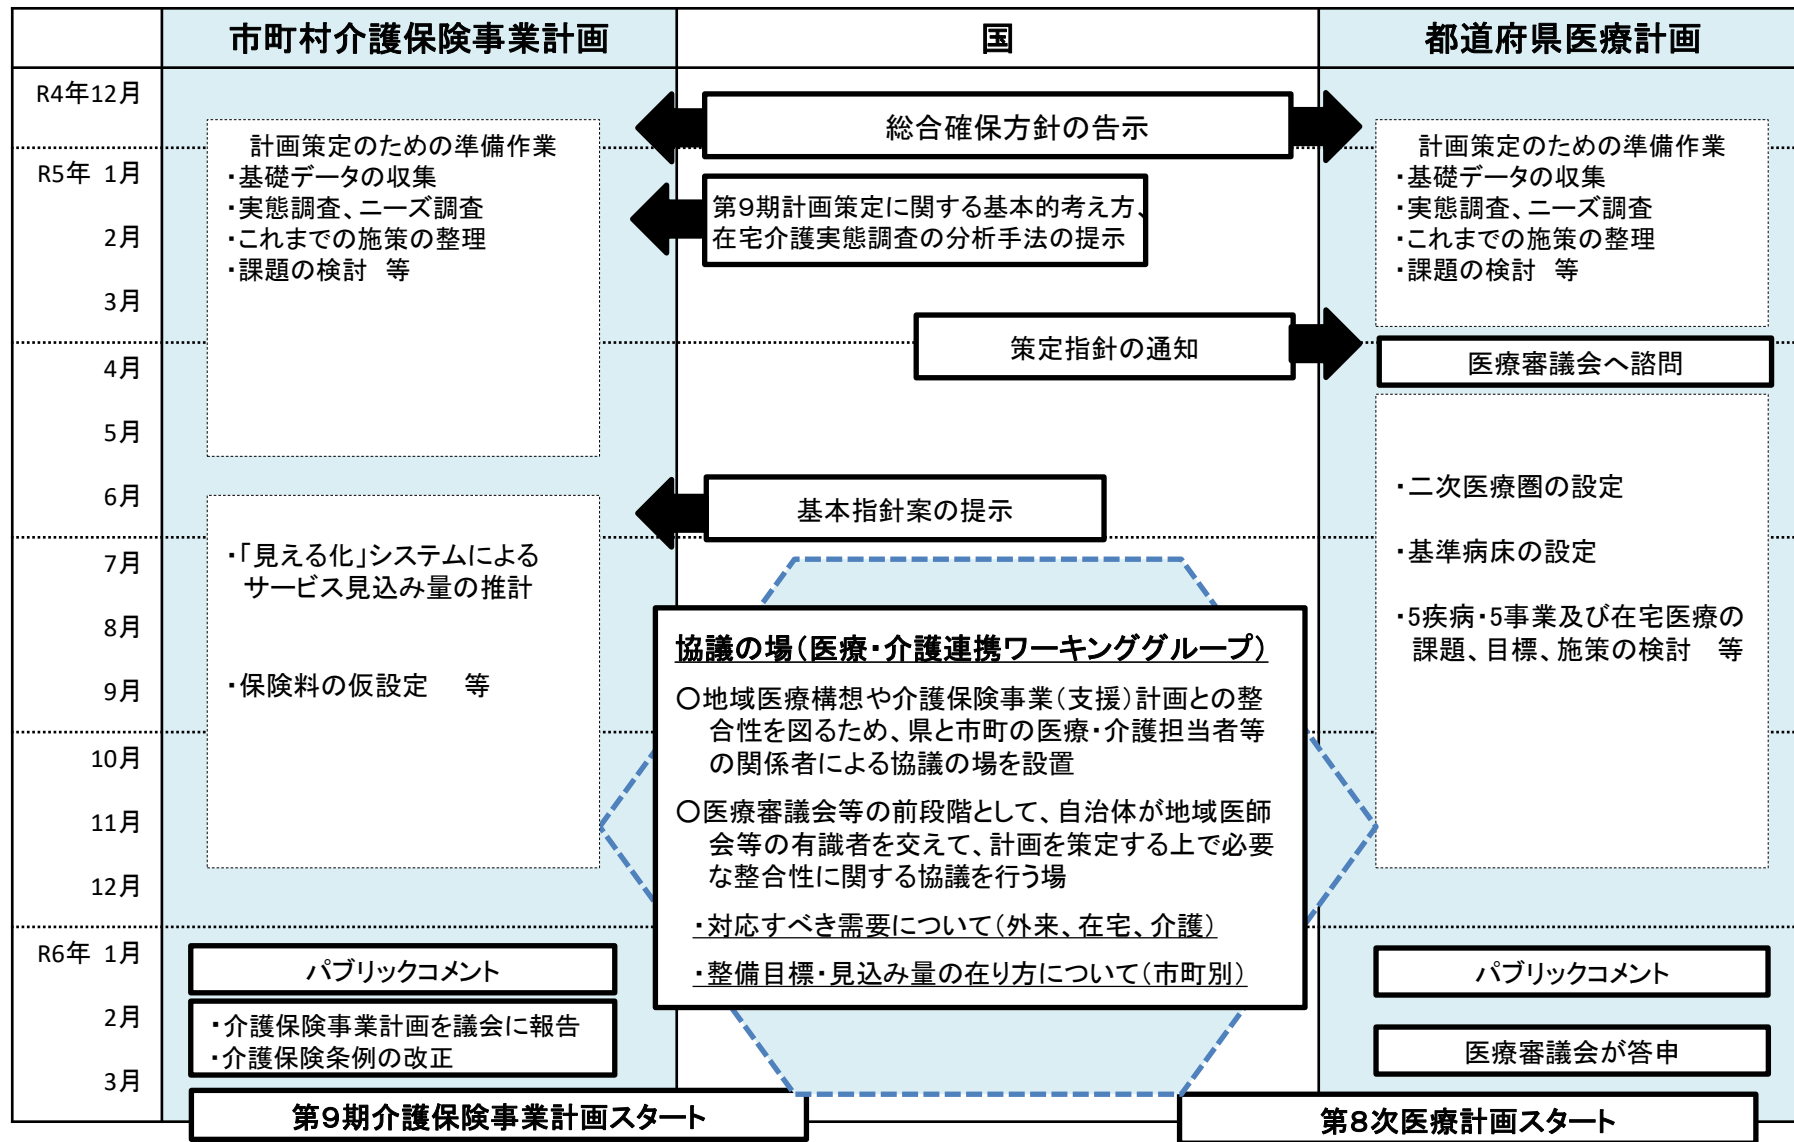 市町村介護保険事業計画
国
都道府県医療計画
R4年12月
R5年 1月
2月
3月
4月
5月
6月
7月
8月
9月
10月
11月
12月
R6年 1月
2月
3月
計画策定のための準備作業
・基礎データの収集
・実態調査、ニーズ調査
・これまでの施策の整理
・課題の検討 等
・「見える化」システムによる
サービス見込み量の推計
・保険料の仮設定 等
パブリックコメント
・介護保険事業計画を議会に報告
・介護保険条例の改正
第9期介護保険事業計画スタート
総合確保方針の告示
第9期計画策定に関する基本的考え方、
在宅介護実態調査の分析手法の提示
策定指針の通知
基本指針案の提示
協議の場(医療・介護連携ワーキンググループ)
〇地域医療構想や介護保険事業(支援)計画との整
合性を図るため、県と市町の医療・介護担当者等
の関係者による協議の場を設置
〇医療審議会等の前段階として、自治体が地域医師
会等の有識者を交えて、計画を策定する上で必要
な整合性に関する協議を行う場
・対応すべき需要について(外来、在宅、介護)
・整備目標・見込み量の在り方について(市町別)
計画策定のための準備作業
・基礎データの収集
・実態調査、ニーズ調査
・これまでの施策の整理
・課題の検討 等
医療審議会へ諮問
・二次医療圏の設定
・基準病床の設定
・5疾病・5事業及び在宅医療の
課題、目標、施策の検討 等
パブリックコメント
医療審議会が答申
第8次医療計画スタート